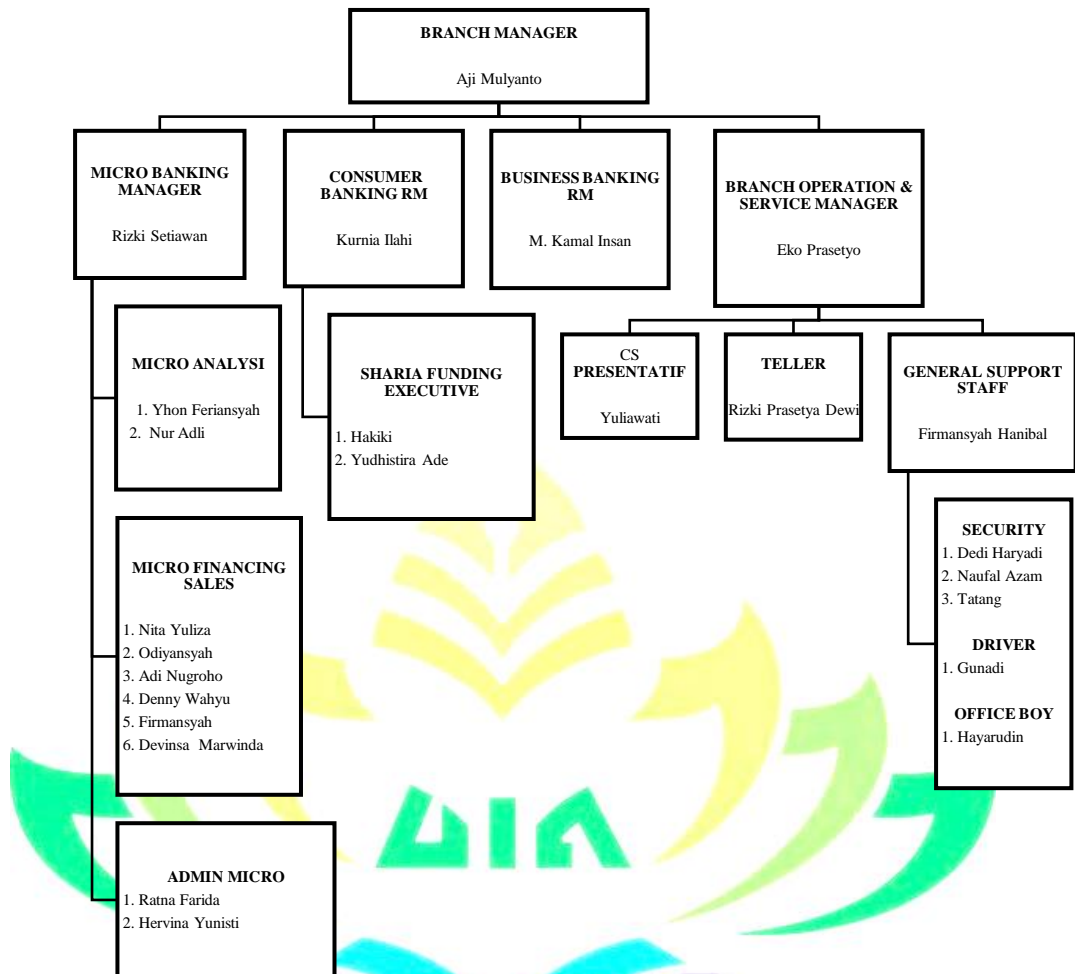 BRANCH MANAGER
Aji Mulyanto
MICRO BANKING
MANAGER
Rizki Setiawan
CONSUMER
BANKING RM
Kurnia Ilahi
BUSINESS BANKING
RM
M. Kamal Insan
BRANCH OPERATION &
SERVICE MANAGER
Eko Prasetyo
MICRO ANALYSI
1. Yhon Feriansyah
2. Nur Adli
SHARIA FUNDING
EXECUTIVE
1. Hakiki
2. Yudhistira Ade
CS
PRESENTATIF
Yuliawati
TELLER
Rizki Prasetya Dewi
GENERAL SUPPORT
STAFF
Firmansyah Hanibal
MICRO FINANCING
SALES
1. Nita Yuliza
2. Odiyansyah
3. Adi Nugroho
4. Denny Wahyu
5. Firmansyah
6. Devinsa Marwinda
SECURITY
1. Dedi Haryadi
2. Naufal Azam
3. Tatang
DRIVER
1. Gunadi
OFFICE BOY
1. Hayarudin
ADMIN MICRO
1. Ratna Farida
2. Hervina Yunisti